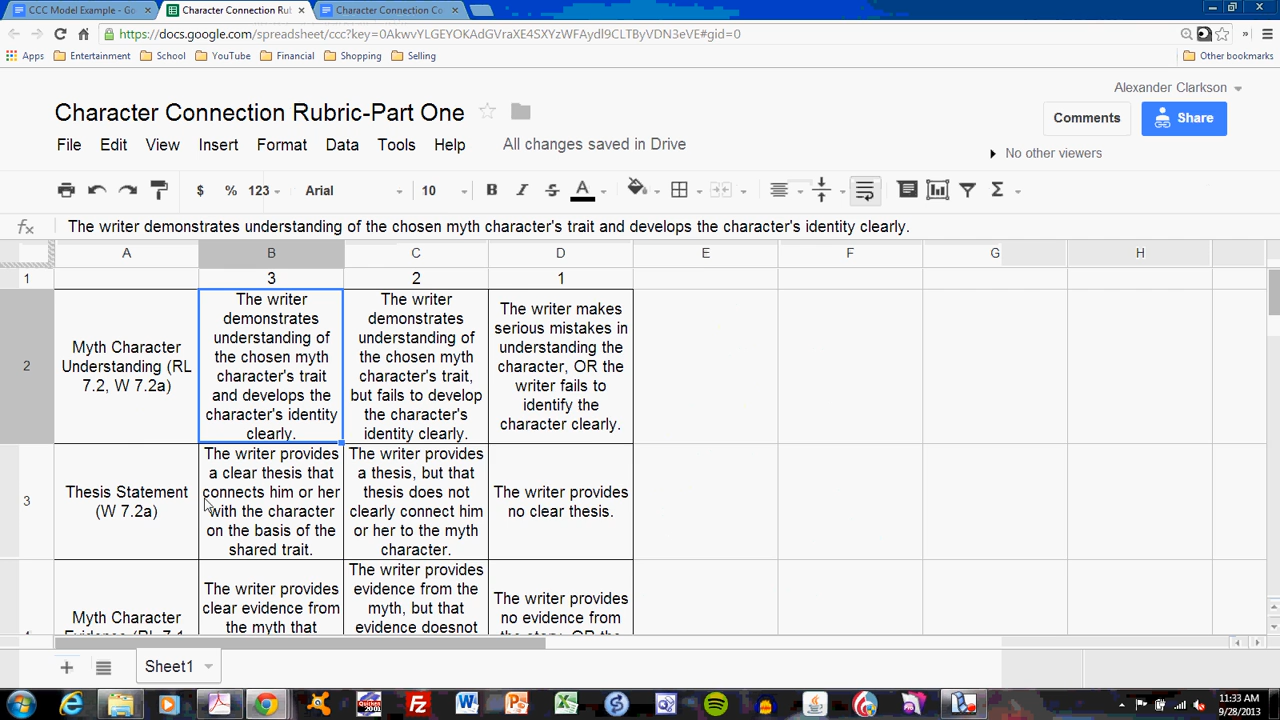 CCC Model Example - Go
Character Connection Rub
Character Connection Co
https://docs.google.com/spreadsheet/ccc?key=0AkwvYLGEYOKAdGVraXE4SXYzWFAydl9CLTByVDN3eVE#gid=0
Apps Entertainment School YouTube Financial Shopping Selling Other bookmarks
Alexander Clarkson
Character Connection Rubric-Part One
Comments Share
File Edit View Insert Format Data Tools Help All changes saved in Drive
No other viewers
$ % 123 Arial 10 B I S A Σ
fx The writer demonstrates understanding of the chosen myth character's trait and develops the character's identity clearly.
A B C D E F G H
1 3 2 1
2
Myth Character
Understanding (RL
7.2, W 7.2a)
The writer
demonstrates
understanding of
the chosen myth
character's trait
and develops the
character's identity
clearly.
The writer
demonstrates
understanding of
the chosen myth
character's trait,
but fails to develop
the character's
identity clearly.
The writer makes
serious mistakes in
understanding the
character, OR the
writer fails to
identify the
character clearly.
3
Thesis Statement
(W 7.2a)
The writer provides
a clear thesis that
connects him or her
with the character
on the basis of the
shared trait.
The writer provides
a thesis, but that
thesis does not
clearly connect him
or her to the myth
character.
The writer provides
no clear thesis.
Myth Character
Evidence (RL 7.1
The writer provides
clear evidence from
the myth that
The writer provides
evidence from the
myth, but that
evidence doesnot
The writer provides
no evidence from
the story, OR the
Sheet1
11:33 AM
9/28/2013